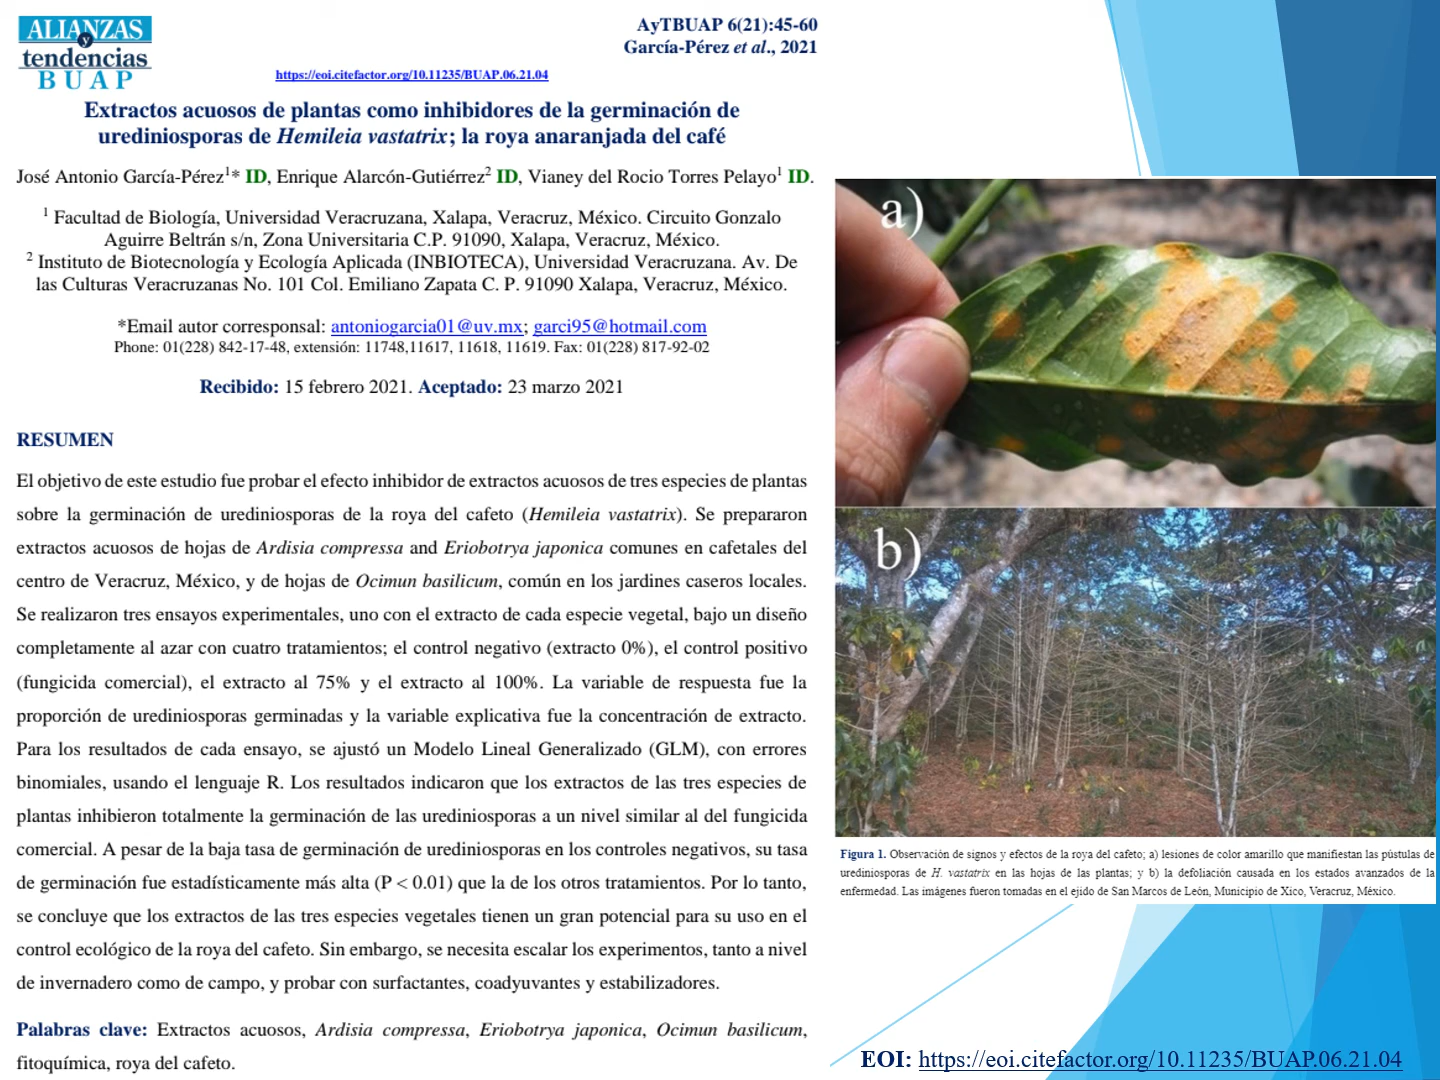 ALIANZAS
y
tendencias
BUAP
AyTBUAP 6(21):45-60
García-Pérez et al., 2021
https://eoi.citefactor.org/10.11235/BUAP.06.21.04
Extractos acuosos de plantas como inhibidores de la germinación de
urediniosporas de Hemileia vastatrix; la roya anaranjada del café
José Antonio García-Pérez1* ID, Enrique Alarcón-Gutiérrez2 ID, Vianey del Rocio Torres Pelayo1 ID.
1 Facultad de Biología, Universidad Veracruzana, Xalapa, Veracruz, México. Circuito Gonzalo
Aguirre Beltrán s/n, Zona Universitaria C.P. 91090, Xalapa, Veracruz, México.
2 Instituto de Biotecnología y Ecología Aplicada (INBIOTECA), Universidad Veracruzana. Av. De
las Culturas Veracruzanas No. 101 Col. Emiliano Zapata C. P. 91090 Xalapa, Veracruz, México.
*Email autor corresponsal: antoniogarcia01@uv.mx; garci95@hotmail.com
Phone: 01(228) 842-17-48, extensión: 11748,11617, 11618, 11619. Fax: 01(228) 817-92-02
Recibido: 15 febrero 2021. Aceptado: 23 marzo 2021
RESUMEN
El objetivo de este estudio fue probar el efecto inhibidor de extractos acuosos de tres especies de plantas
sobre la germinación de urediniosporas de la roya del cafeto (Hemileia vastatrix). Se prepararon
extractos acuosos de hojas de Ardisia compressa and Eriobotrya japonica comunes en cafetales del
centro de Veracruz, México, y de hojas de Ocimun basilicum, común en los jardines caseros locales.
Se realizaron tres ensayos experimentales, uno con el extracto de cada especie vegetal, bajo un diseño
completamente al azar con cuatro tratamientos; el control negativo (extracto 0%), el control positivo
(fungicida comercial), el extracto al 75% y el extracto al 100%. La variable de respuesta fue la
proporción de urediniosporas germinadas y la variable explicativa fue la concentración de extracto.
Para los resultados de cada ensayo, se ajustó un Modelo Lineal Generalizado (GLM), con errores
binomiales, usando el lenguaje R. Los resultados indicaron que los extractos de las tres especies de
plantas inhibieron totalmente la germinación de las urediniosporas a un nivel similar al del fungicida
comercial. A pesar de la baja tasa de germinación de urediniosporas en los controles negativos, su tasa
de germinación fue estadísticamente más alta (P < 0.01) que la de los otros tratamientos. Por lo tanto,
se concluye que los extractos de las tres especies vegetales tienen un gran potencial para su uso en el
control ecológico de la roya del cafeto. Sin embargo, se necesita escalar los experimentos, tanto a nivel
de invernadero como de campo, y probar con surfactantes, coadyuvantes y estabilizadores.
Palabras clave: Extractos acuosos, Ardisia compressa, Eriobotrya japonica, Ocimun basilicum,
fitoquímica, roya del cafeto.
a)
b)
Figura 1. Observación de signos y efectos de la roya del cafeto; a) lesiones de color amarillo que manifiestan las pústulas de
urediniosporas de H. vastatrix en las hojas de las plantas; y b) la defoliación causada en los estados avanzados de la
enfermedad. Las imágenes fueron tomadas en el ejido de San Marcos de León, Municipio de Xico, Veracruz, México.
EOI: https://eoi.citefactor.org/10.11235/BUAP.06.21.04